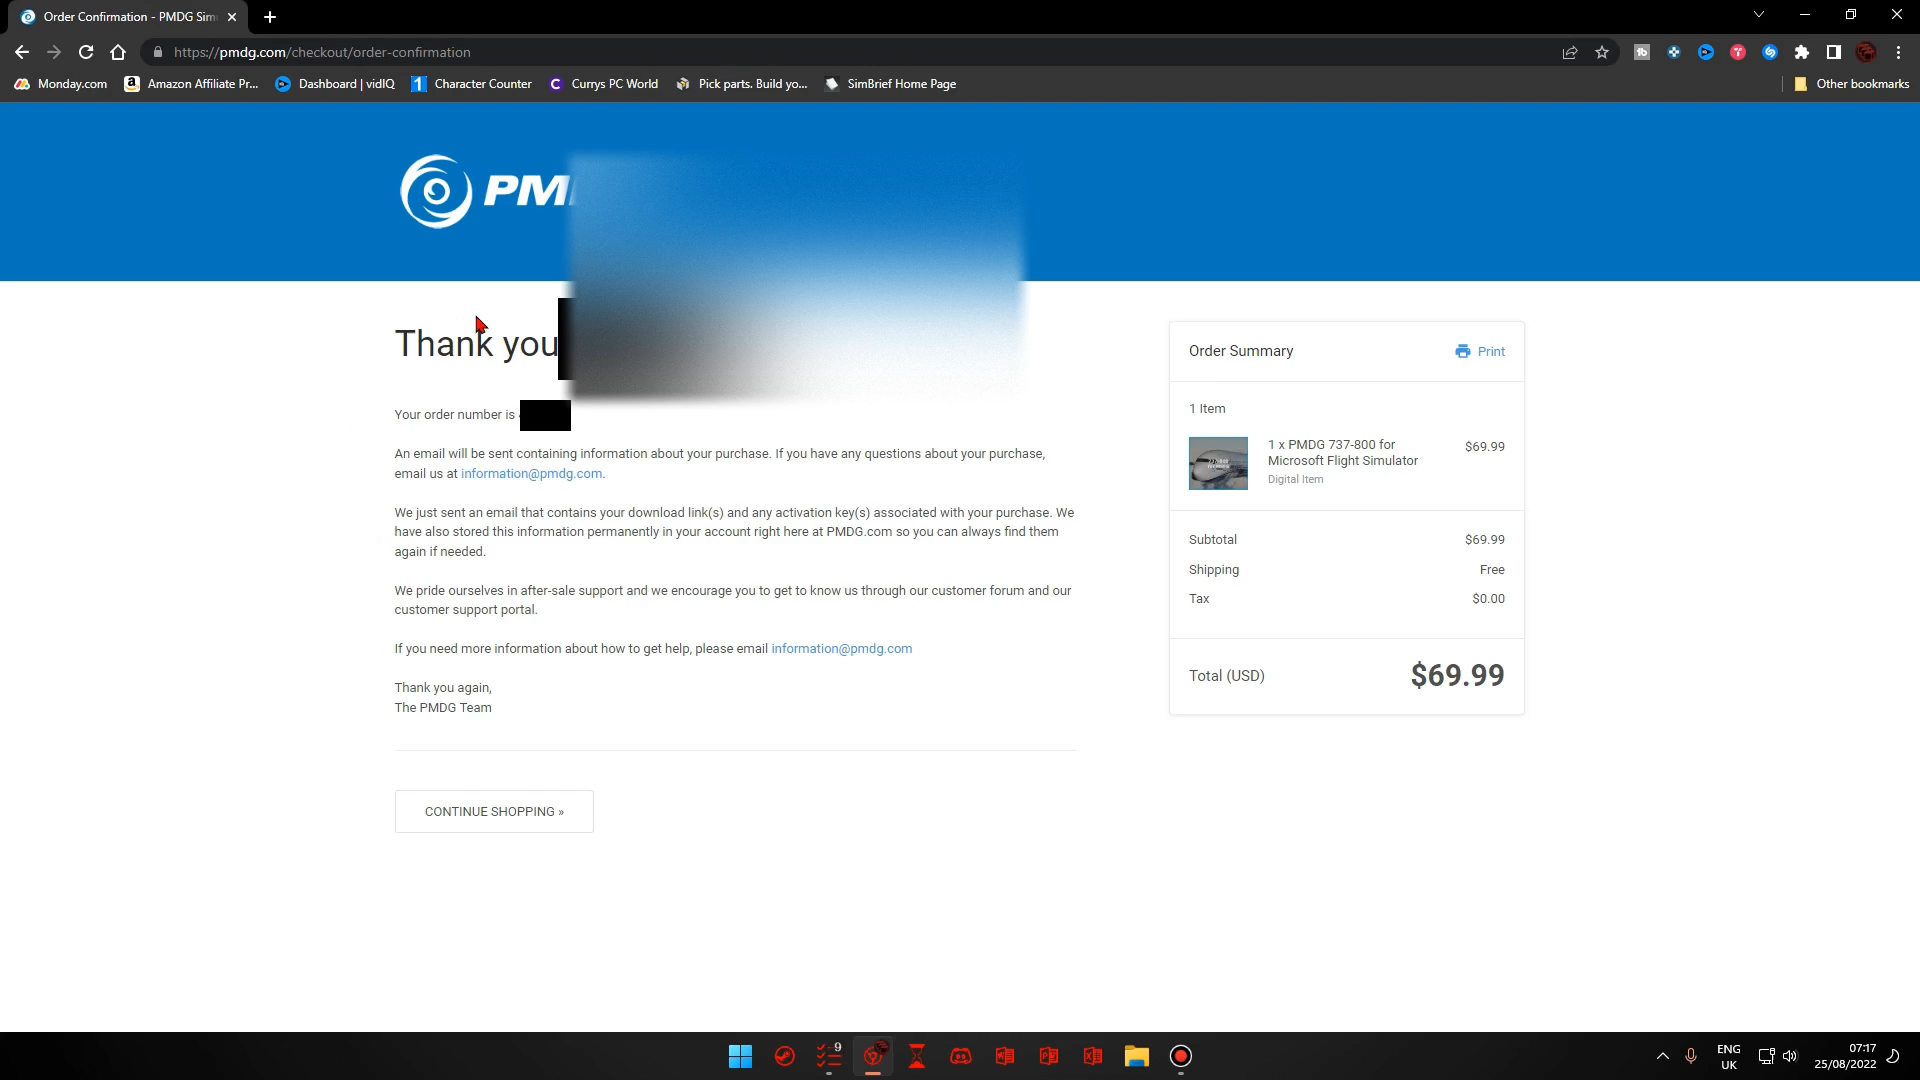 Order Confirmation - PMDG Sim
https://pmdg.com/checkout/order-confirmation
Monday.com
Amazon Affiliate Pr...
Dashboard | vidIQ
Character Counter
Currys PC World
Pick parts. Build yo...
SimBrief Home Page
Other bookmarks
Thank you
Your order number is
An email will be sent containing information about your purchase. If you have any questions about your purchase,
email us at information@pmdg.com.
We just sent an email that contains your download link(s) and any activation key(s) associated with your purchase. We
have also stored this information permanently in your account right here at PMDG.com so you can always find them
again if needed.
We pride ourselves in after-sale support and we encourage you to get to know us through our customer forum and our
customer support portal.
If you need more information about how to get help, please email information@pmdg.com
Thank you again,
The PMDG Team
CONTINUE SHOPPING »
Order Summary
Print
1 Item
1 x PMDG 737-800 for $69.99
Microsoft Flight Simulator
Digital Item
Subtotal $69.99
Shipping Free
Tax $0.00
Total (USD) $69.99
9
ENG
UK
07:17
25/08/2022